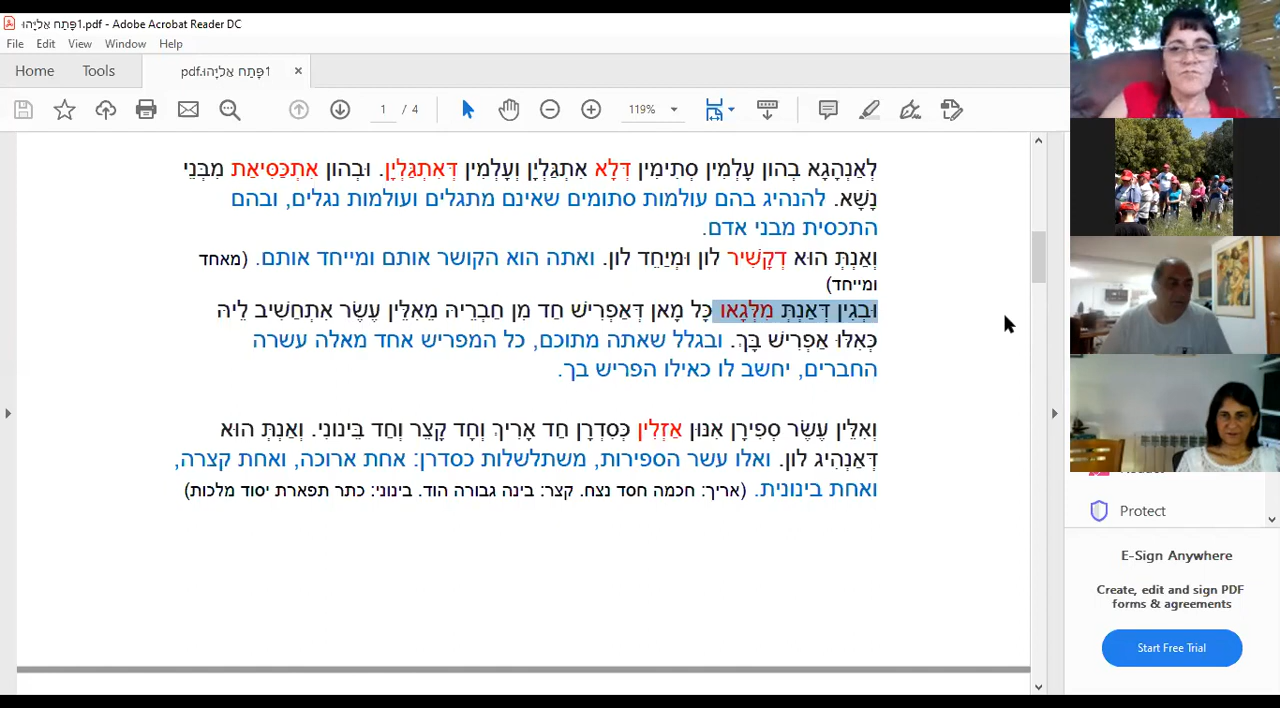 1פָּתַח אֵלִיָּהוּ.pdf - Adobe Acrobat Reader DC
File Edit View Window Help
Home Tools 1פָּתַח אֵלִיָּהוּ.pdf ×
1 / 4 119%
לְאַנְהָגָא בְהוֹן עָלְמִין סְתִימִין דְּלָא אִתְגַּלְיָן וְעָלְמִין דְּאִתְגַּלְיָן. וּבְהוֹן אִתְכַּסִּיאַת מִבְּנֵי
נָשָׁא. להנהיג בהם עולמות סתומים שאינם מתגלים ועולמות נגלים, ובהם
התכסית מבני אדם.
וְאַנְתְּ הוּא דְקָשִׁיר לוֹן וּמְיַחֵד לוֹן. ואתה הוא הקושר אותם ומייחד אותם. (מאחד
ומייחד)
וּבְגִין דְּאַנְתְּ מִלְּגָאו כָּל מָאן דְּאַפְרִישׁ חַד מִן חַבְרֵיהּ מֵאִלֵּין עֶשֶׂר אִתְחַשִׁיב לֵיהּ
כְּאִלּוּ אַפְרִישׁ בָּךְ. ובגלל שאתה מתוכם, כל המפריש אחד מאלה עשרה
החברים, יחשב לו כאילו הפריש בך.
וְאִלֵּין עֶשֶׂר סְפִירָן אִנּוּן אַזְלִין כְּסִדְרָן חַד אָרִיךְ וְחָד קָצֵר וְחַד בֵּינוֹנִי. וְאַנְתְּ הוּא
דְּאַנְהִיג לוֹן. ואלו עשר הספירות, משתלשלות כסדרן: אחת ארוכה, ואחת קצרה,
ואחת בינונית. (אריך: חכמה חסד נצח. קצר: בינה גבורה הוד. בינוני: כתר תפארת יסוד מלכות)
Protect
E-Sign Anywhere
Create, edit and sign PDF
forms & agreements
Start Free Trial